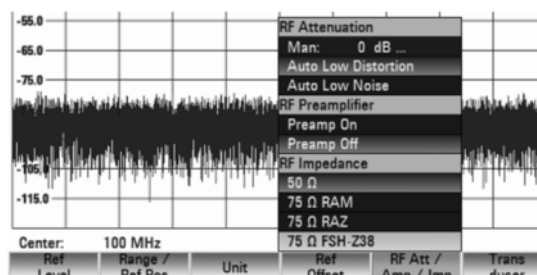 -55.0
-65.0
-75.0
-105.0
-115.0
RF Attenuation
Man: 0 dB ...
Auto Low Distortion
Auto Low Noise
RF Preamplifier
Preamp On
Preamp Off
RF Impedance
50 Ω
75 Ω RAM
75 Ω RAZ
75 Ω FSH-Z38
Center: 100 MHz
Ref Range / Ref RF Att / Trans
Level Ref Pos Unit Offset Amp / Imp ducer